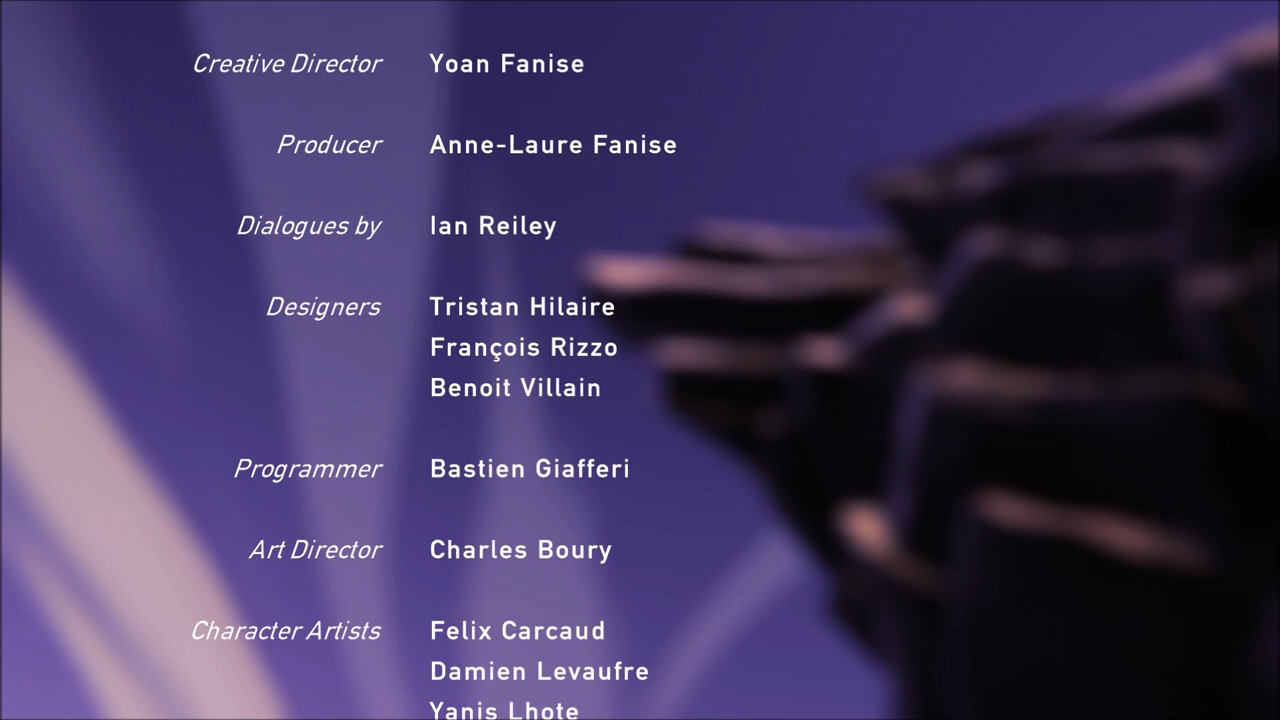 Creative Director Yoan Fanise
Producer Anne-Laure Fanise
Dialogues by Ian Reiley
Designers Tristan Hilaire
François Rizzo
Benoit Villain
Programmer Bastien Giafferi
Art Director Charles Boury
Character Artists Felix Carcaud
Damien Levaufre
Yanis Lhote